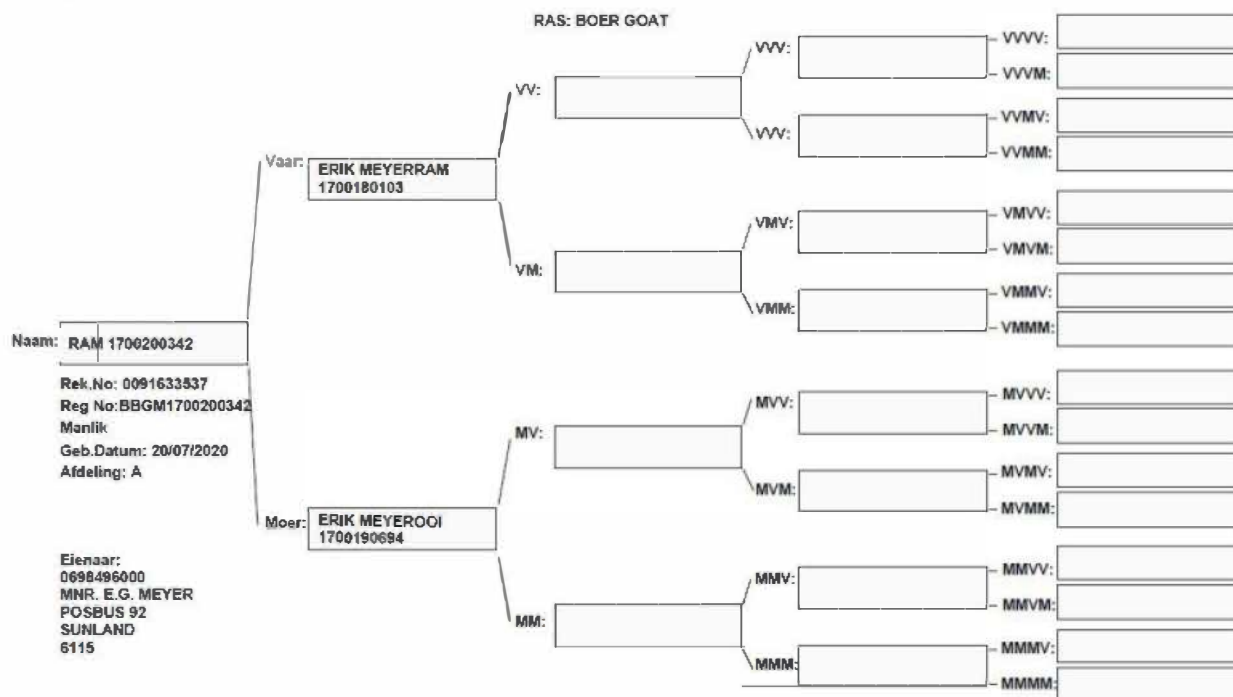 RAS: BOER GOAT
Naam: RAM 1700200342
Rek.No: 0091633537
Reg No:BBGM1700200342
Manlik
Geb.Datum: 20/07/2020
Afdeling: A
Eienaar:
0698496000
MNR. E.G. MEYER
POSBUS 92
SUNLAND
6115
Vaar: ERIK MEYERRAM
1700180103
Moer: ERIK MEYEROOI
1700190694
VV:
VM:
MV:
MM:
VVV:
VVV:
VMV:
VMM:
MVV:
MVM:
MMV:
MMM:
VVVV:
VVVM:
VVMV:
VVMM:
VMVV:
VMVM:
VMMV:
VMMM:
MVVV:
MVVM:
MVMV:
MVMM:
MMVV:
MMVM:
MMMV:
MMMM: